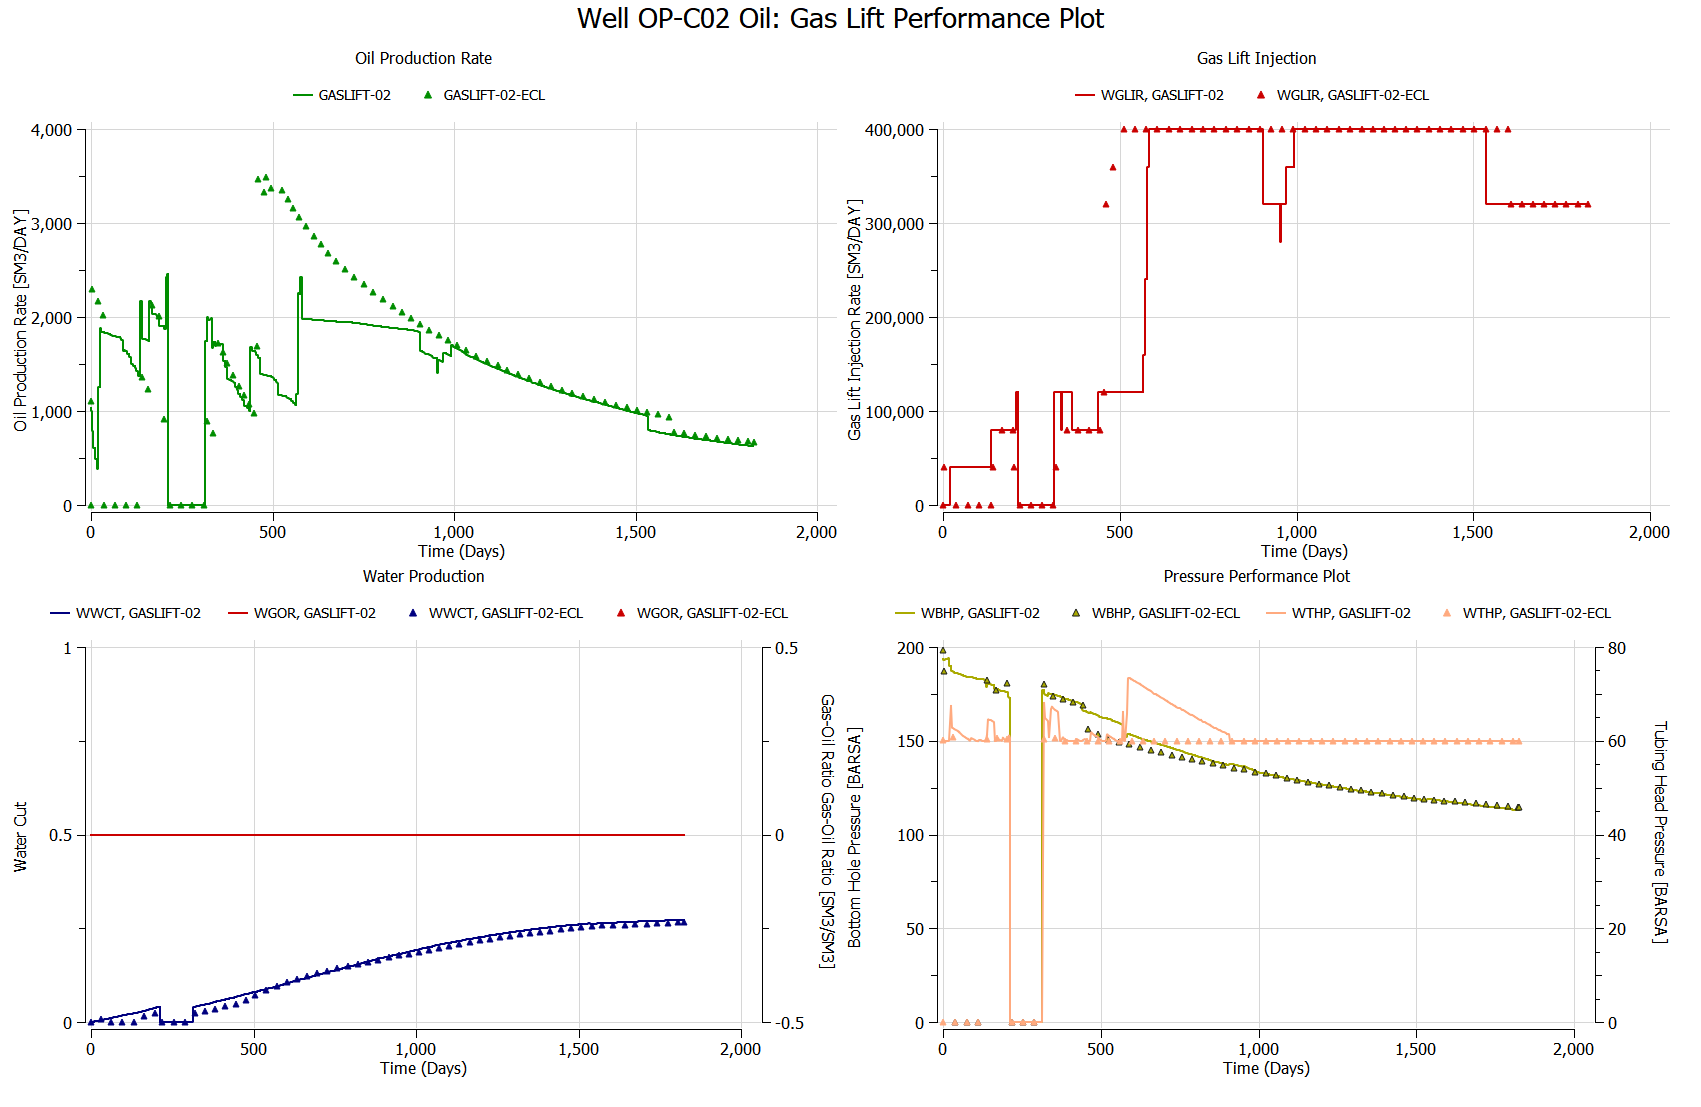 Well OP-C02 Oil: Gas Lift Performance Plot
Oil Production Rate
GASLIFT-02 GASLIFT-02-ECL
Oil Production Rate [SM3/DAY]
4,000
3,000
2,000
1,000
0
0 500 1,000 1,500 2,000
Time (Days)
Gas Lift Injection
WGLIR, GASLIFT-02 WGLIR, GASLIFT-02-ECL
Gas Lift Injection Rate [SM3/DAY]
400,000
300,000
200,000
100,000
0
0 500 1,000 1,500 2,000
Time (Days)
Water Production
WWCT, GASLIFT-02 WGOR, GASLIFT-02 WWCT, GASLIFT-02-ECL WGOR, GASLIFT-02-ECL
Water Cut
1
0.5
0
0.5
0
-0.5
Gas-Oil Ratio Gas-Oil Ratio [SM3/SM3]
0 500 1,000 1,500 2,000
Time (Days)
Pressure Performance Plot
WBHP, GASLIFT-02 WBHP, GASLIFT-02-ECL WTHP, GASLIFT-02 WTHP, GASLIFT-02-ECL
Bottom Hole Pressure [BARSA]
200
150
100
50
0
80
60
40
20
0
Tubing Head Pressure [BARSA]
0 500 1,000 1,500 2,000
Time (Days)